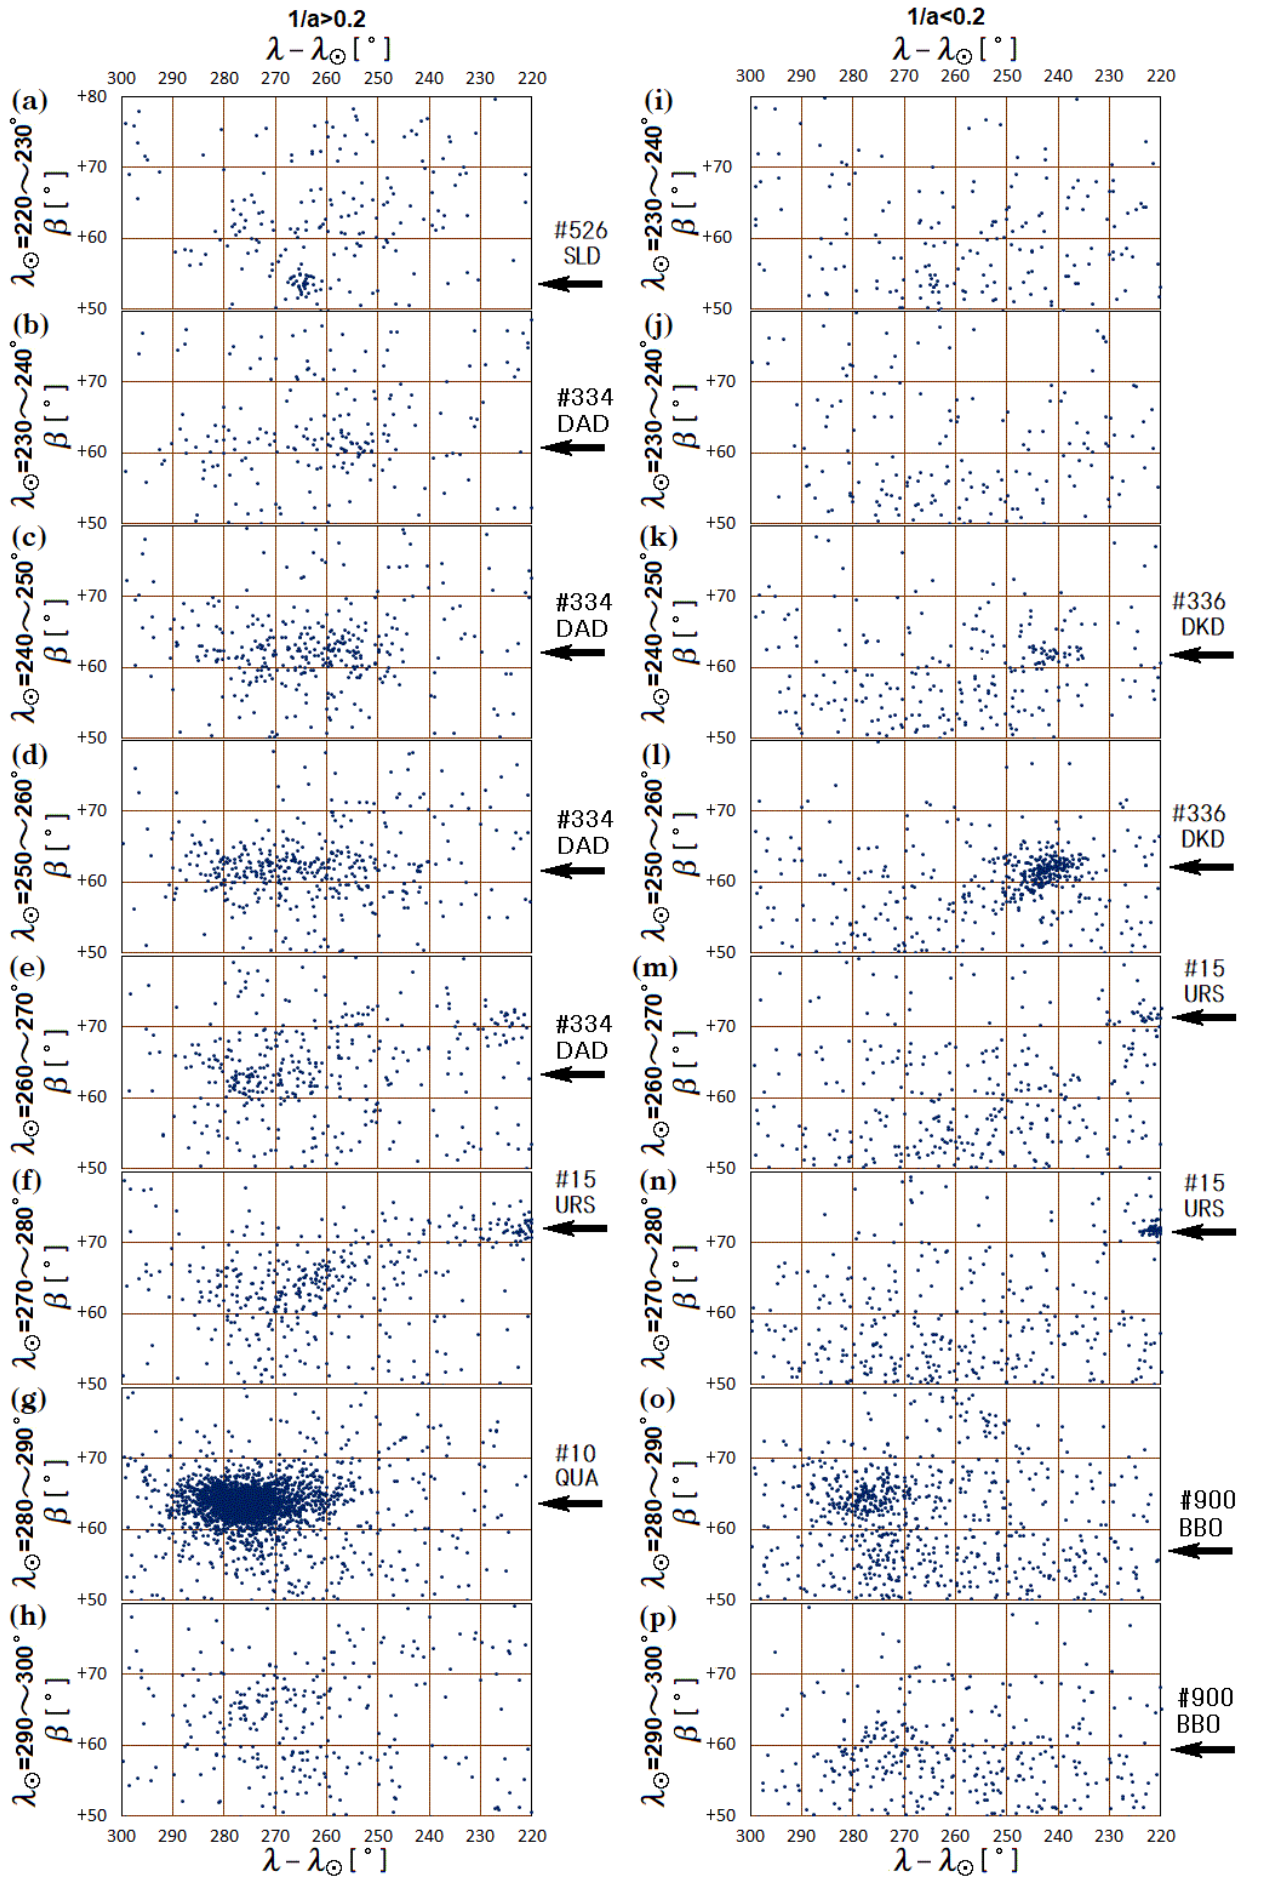 1/a>0.2
λ − λ☉ [°]
300 290 280 270 260 250 240 230 220
1/a<0.2
λ − λ☉ [°]
300 290 280 270 260 250 240 230 220
(a)
λ☉=220~230°
β [°]
+80
+70
+60
+50
#526
SLD
(i)
λ☉=230~240°
β [°]
+80
+70
+60
+50
(b)
λ☉=230~240°
β [°]
+70
+60
+50
#334
DAD
(j)
λ☉=230~240°
β [°]
+70
+60
+50
(c)
λ☉=240~250°
β [°]
+70
+60
+50
#334
DAD
(k)
λ☉=240~250°
β [°]
+70
+60
+50
#336
DKD
(d)
λ☉=250~260°
β [°]
+70
+60
+50
#334
DAD
(l)
λ☉=250~260°
β [°]
+70
+60
+50
#336
DKD
(e)
λ☉=260~270°
β [°]
+70
+60
+50
#334
DAD
(m)
λ☉=260~270°
β [°]
+70
+60
+50
#15
URS
(f)
λ☉=270~280°
β [°]
+70
+60
+50
#15
URS
(n)
λ☉=270~280°
β [°]
+70
+60
+50
#15
URS
(g)
λ☉=280~290°
β [°]
+70
+60
+50
#10
QUA
(o)
λ☉=280~290°
β [°]
+70
+60
+50
#900
BBO
(h)
λ☉=290~300°
β [°]
+70
+60
+50
(p)
λ☉=290~300°
β [°]
+70
+60
+50
#900
BBO
300 290 280 270 260 250 240 230 220
λ − λ☉ [°]
300 290 280 270 260 250 240 230 220
λ − λ☉ [°]